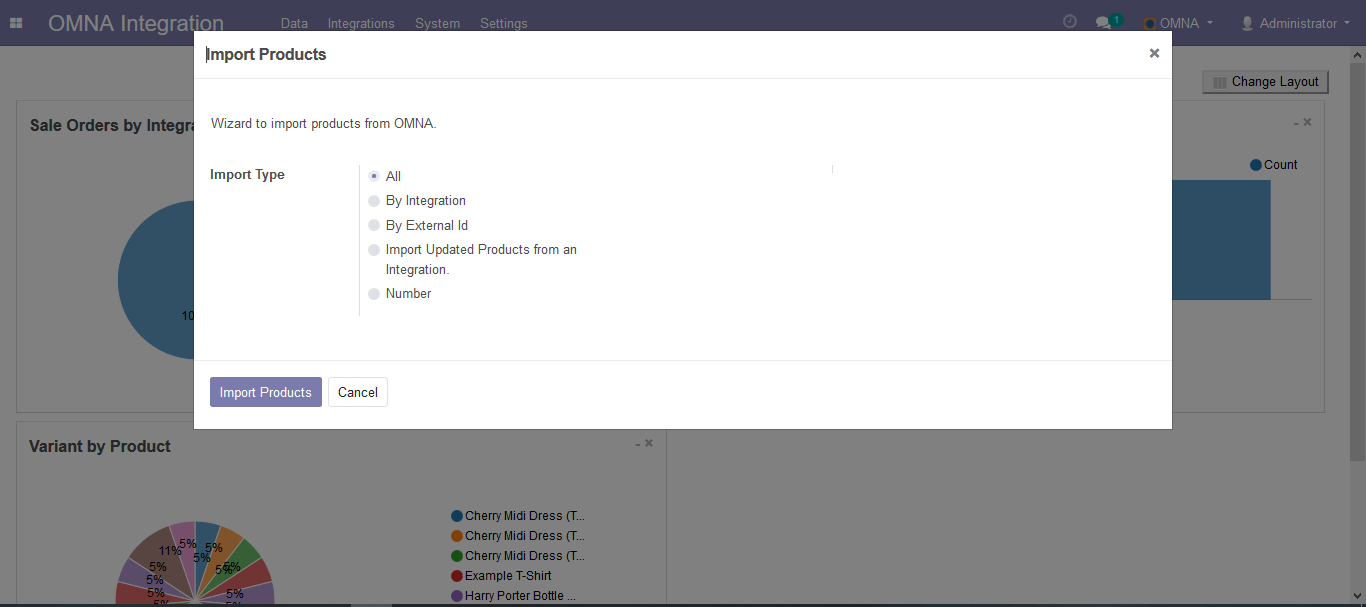 OMNA Integration Data Integrations System Settings 1 OMNA Administrator
Import Products
Change Layout
Sale Orders by Integra
Wizard to import products from OMNA.
Count
Import Type
All
By Integration
By External Id
Import Updated Products from an
Integration.
Number
10
Import Products Cancel
Variant by Product
Cherry Midi Dress (T...
Cherry Midi Dress (T...
Cherry Midi Dress (T...
Example T-Shirt
Harry Porter Bottle ...
11% 5% 5%
5%
5% 5% 5%
5%
5% 5%
5% 5%